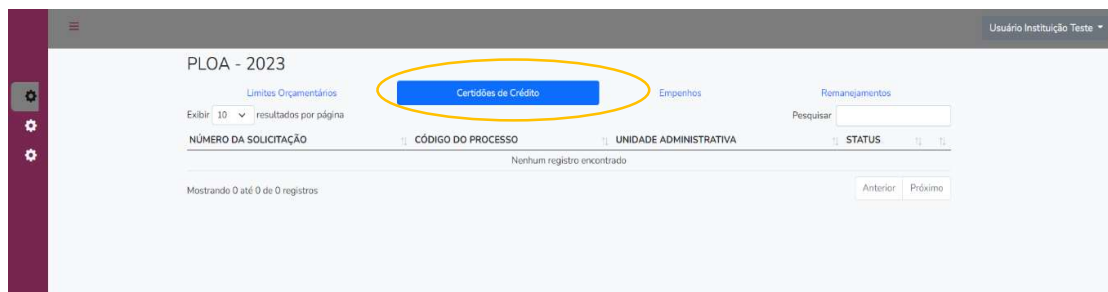 Usuário Instituição Teste
PLOA - 2023
Limites Orçamentários Certidões de Crédito Empenhos Remanejamentos
Exibir 10 resultados por página Pesquisar
NÚMERO DA SOLICITAÇÃO CÓDIGO DO PROCESSO UNIDADE ADMINISTRATIVA STATUS
Nenhum registro encontrado
Mostrando 0 até 0 de 0 registros Anterior Próximo